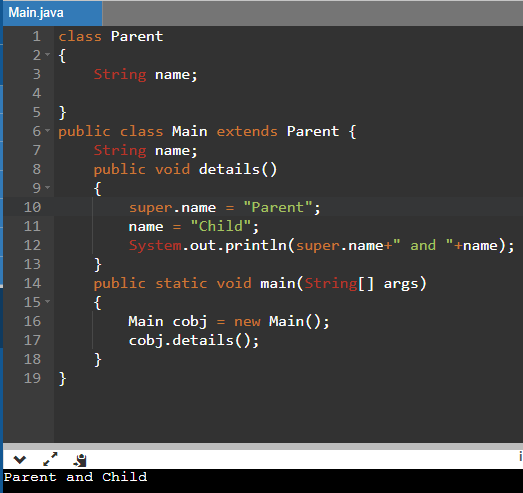 Main.java
1 class Parent
2 {
3     String name;
4
5 }
6 public class Main extends Parent {
7     String name;
8     public void details()
9     {
10         super.name = "Parent";
11         name = "Child";
12         System.out.println(super.name+" and "+name);
13     }
14     public static void main(String[] args)
15     {
16         Main cobj = new Main();
17         cobj.details();
18     }
19 }
Parent and Child